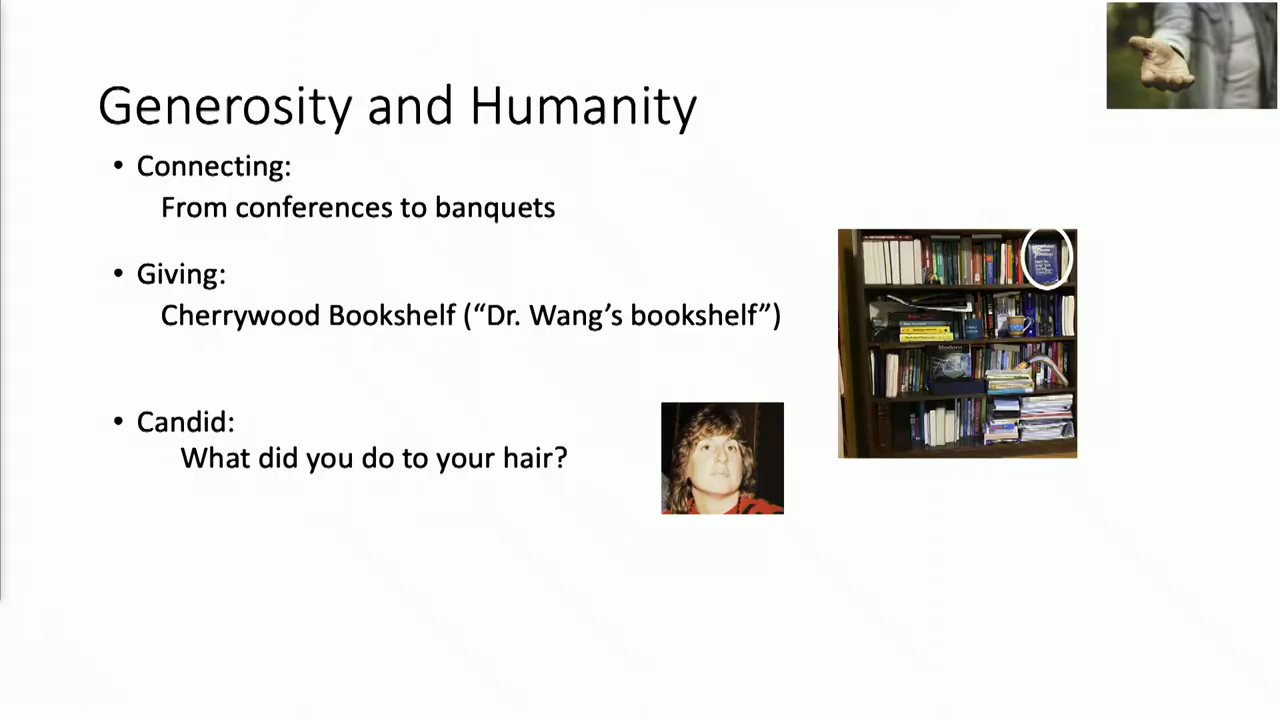 Generosity and Humanity
• Connecting:
From conferences to banquets
• Giving:
Cherrywood Bookshelf (“Dr. Wang’s bookshelf”)
• Candid:
What did you do to your hair?